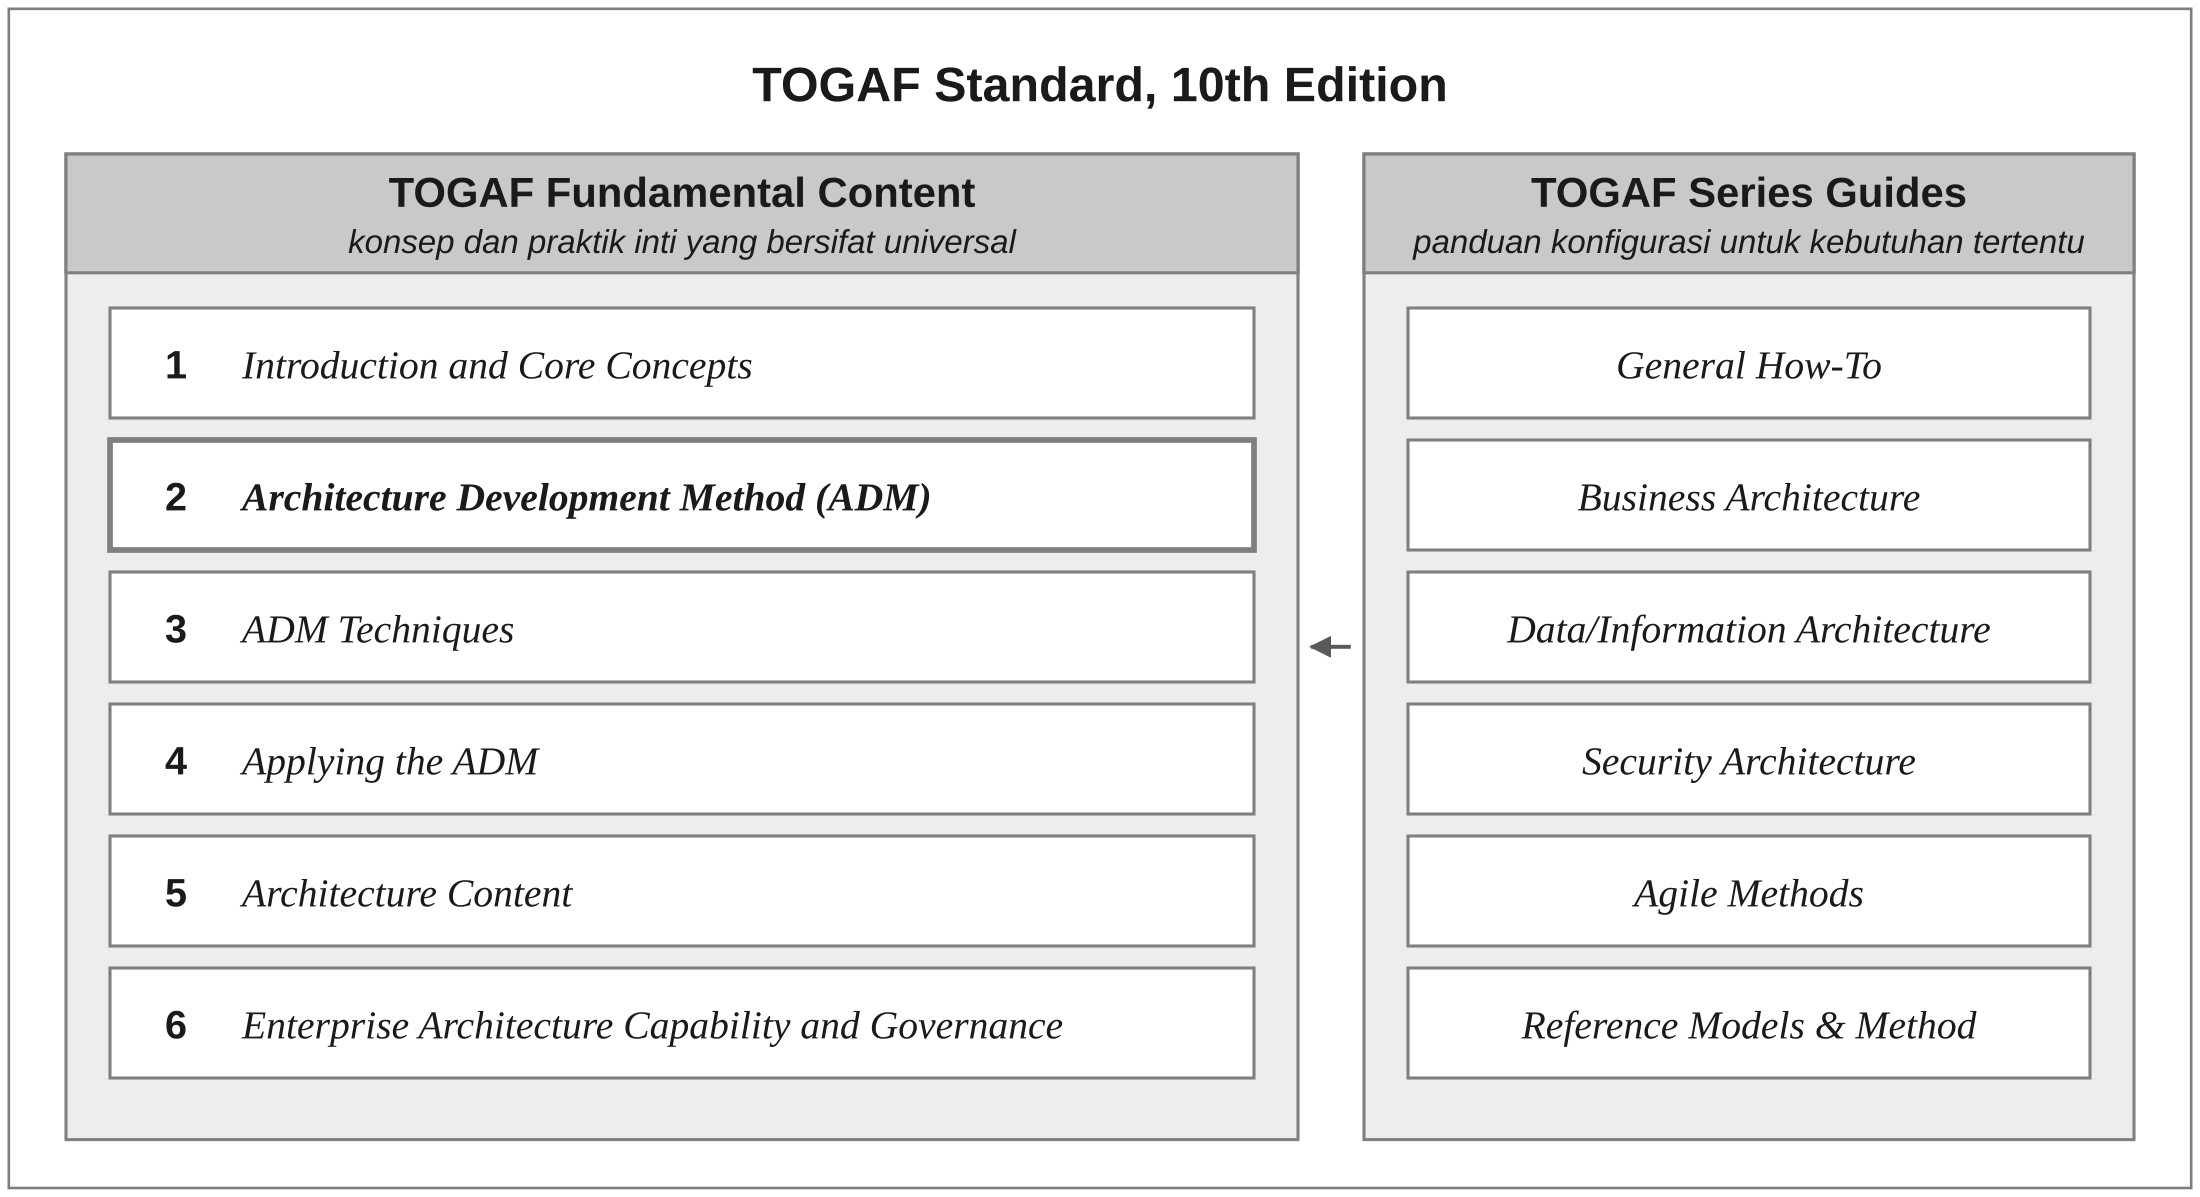 TOGAF Standard, 10th Edition
TOGAF Fundamental Content
konsep dan praktik inti yang bersifat universal
1 Introduction and Core Concepts
2 Architecture Development Method (ADM)
3 ADM Techniques
4 Applying the ADM
5 Architecture Content
6 Enterprise Architecture Capability and Governance
TOGAF Series Guides
panduan konfigurasi untuk kebutuhan tertentu
General How-To
Business Architecture
Data/Information Architecture
Security Architecture
Agile Methods
Reference Models & Method